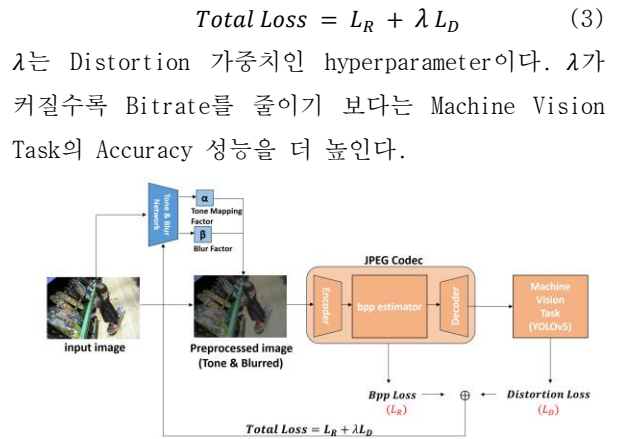 Total Loss = L_R + λ L_D (3)
λ는 Distortion 가중치인 hyperparameter이다. λ가
커질수록 Bitrate를 줄이기 보다는 Machine Vision
Task의 Accuracy 성능을 더 높인다.
Tone & Blur
Network
α
Tone Mapping
Factor
β
Blur Factor
input image
Preprocessed image
(Tone & Blurred)
JPEG Codec
Encoder
bpp estimator
Decoder
Machine
Vision
Task
(YOLOv5)
Bpp Loss
(L_R)
⊕
Distortion Loss
(L_D)
Total Loss = L_R + λL_D